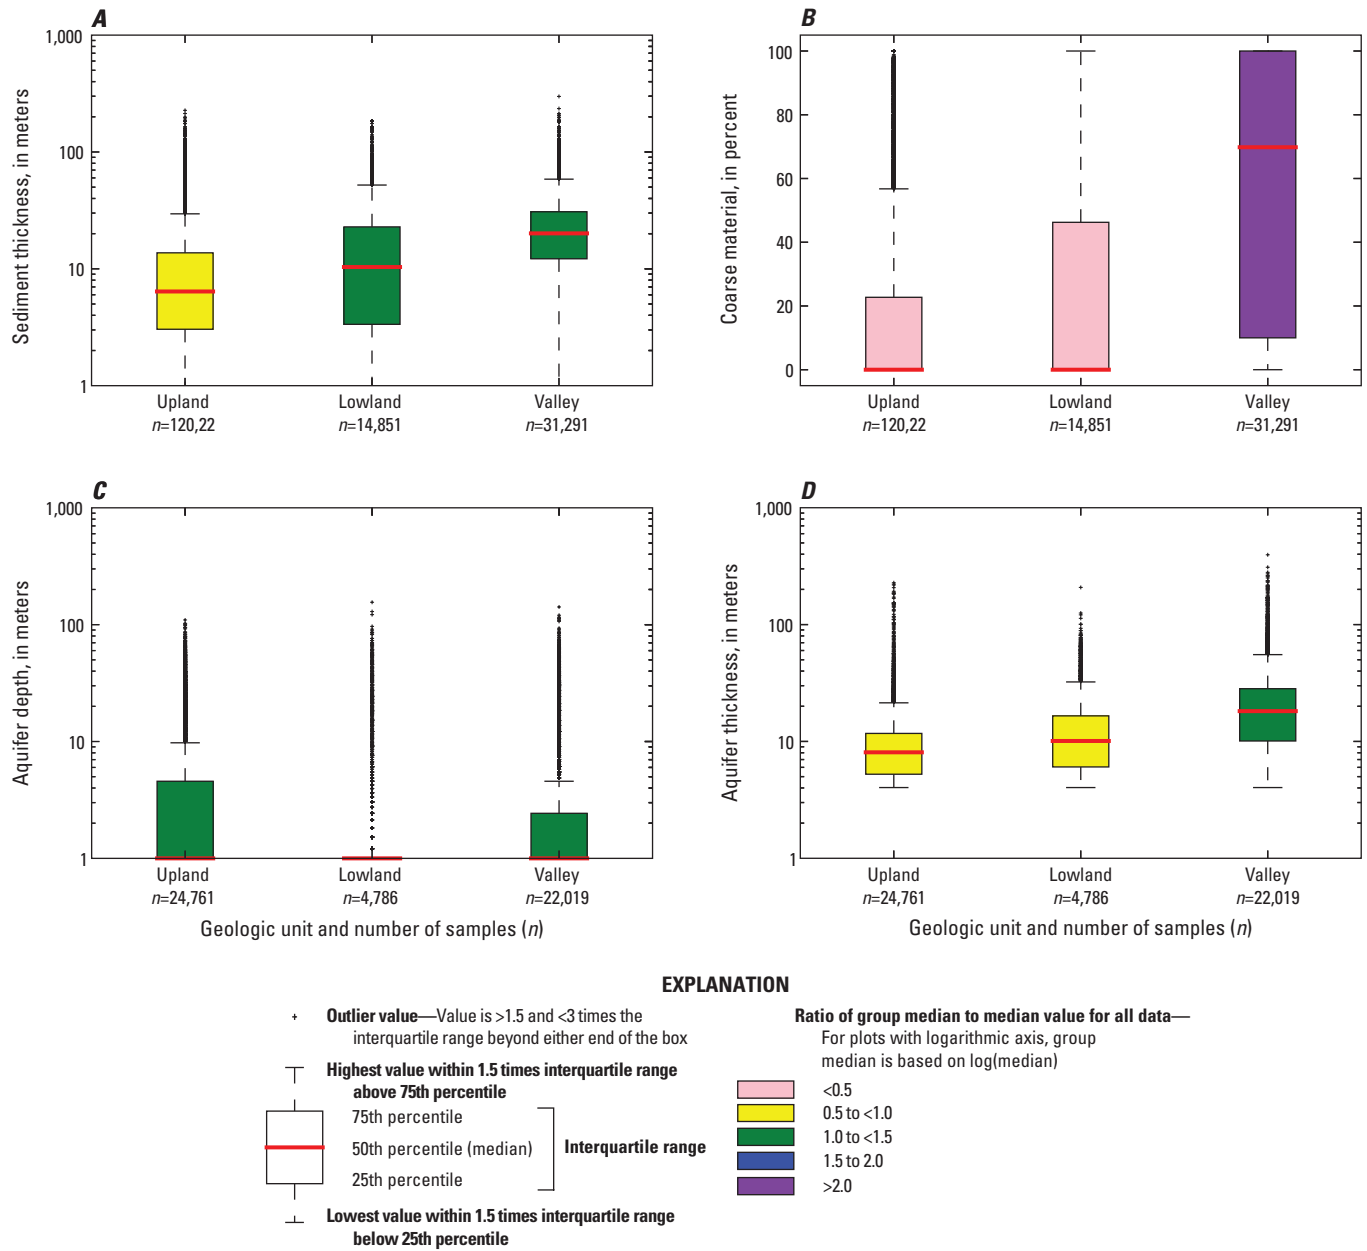 A
Sediment thickness, in meters
1,000
100
10
1
Upland
n=120,22
Lowland
n=14,851
Valley
n=31,291
B
Coarse material, in percent
100
80
60
40
20
0
Upland
n=120,22
Lowland
n=14,851
Valley
n=31,291
C
Aquifer depth, in meters
1,000
100
10
1
Upland
n=24,761
Lowland
n=4,786
Valley
n=22,019
Geologic unit and number of samples (n)
D
Aquifer thickness, in meters
1,000
100
10
1
Upland
n=24,761
Lowland
n=4,786
Valley
n=22,019
Geologic unit and number of samples (n)
EXPLANATION
Outlier value—Value is >1.5 and <3 times the
interquartile range beyond either end of the box
Highest value within 1.5 times interquartile range
above 75th percentile
75th percentile
50th percentile (median)
25th percentile
Interquartile range
Lowest value within 1.5 times interquartile range
below 25th percentile
Ratio of group median to median value for all data—
For plots with logarithmic axis, group
median is based on log(median)
<0.5
0.5 to <1.0
1.0 to <1.5
1.5 to 2.0
>2.0